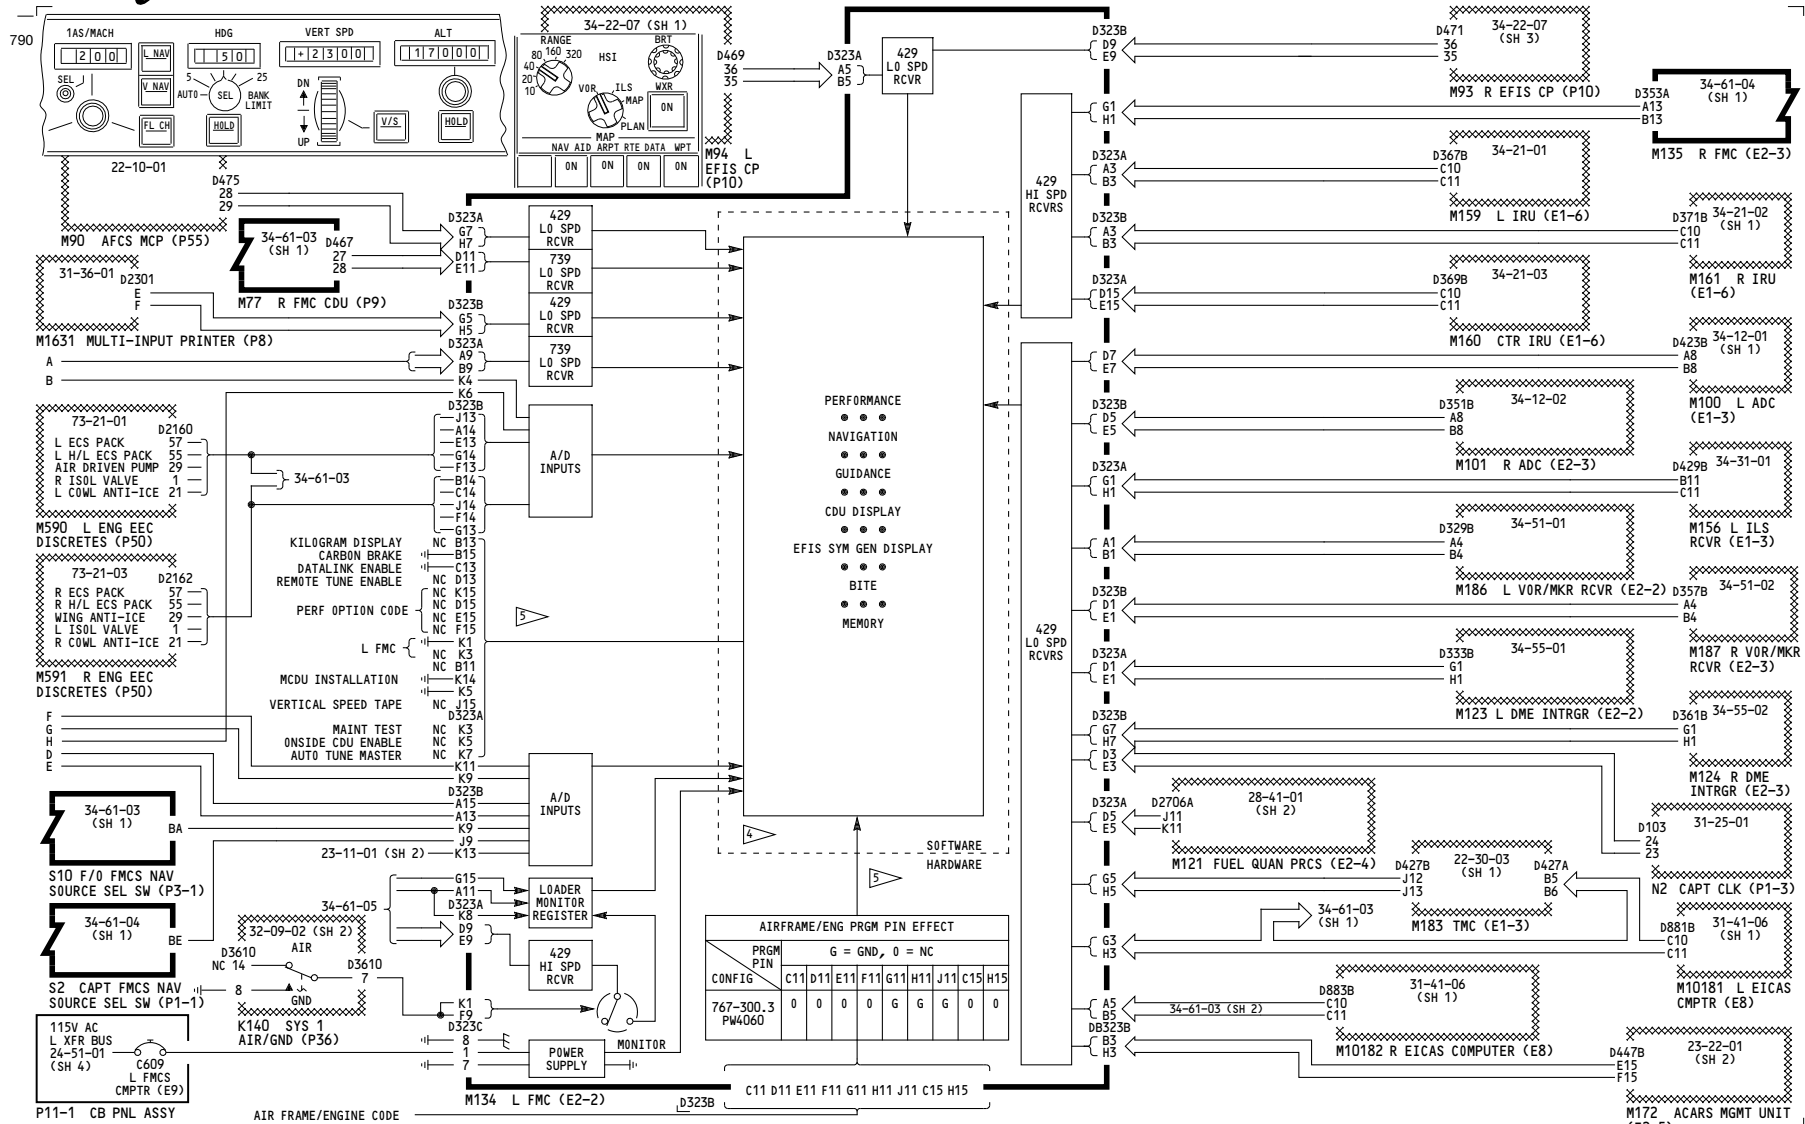 790
1AS/MACH HDG VERT SPD ALT
200 50 +2300 17000
L NAV
V NAV
SEL
5 25
AUTO SEL BANK
LIMIT
DN
UP
FL CH HOLD V/S HOLD
22-10-01
D475
28
29
M90 AFCS MCP (P55)
34-22-07 (SH 1)
RANGE
80 160 320
40
20
10
HSI
BRT
WXR
ON
VOR ILS
MAP
PLAN
MAP
NAV AID ARPT RTE DATA WPT
ON ON ON ON
D469
36
35
M94 L
EFIS CP
(P10)
D323A
A5
B5
429
LO SPD
RCVR
34-61-03
(SH 1)
D467
27
28
M77 R FMC CDU (P9)
31-36-01
D2301
E
F
M1631 MULTI-INPUT PRINTER (P8)
A
B
D323A
G7
H7
D11
E11
D323B
G5
H5
D323A
A9
B9
K4
K6
D323B
J13
A14
E13
G14
F13
B14
C14
J14
F14
G13
429
LO SPD
RCVR
739
LO SPD
RCVR
429
LO SPD
RCVR
739
LO SPD
RCVR
A/D
INPUTS
73-21-01
D2160
L ECS PACK 57
L H/L ECS PACK 55
AIR DRIVEN PUMP 29
R ISOL VALVE 1
L COWL ANTI-ICE 21
M590 L ENG EEC
DISCRETES (P50)
34-61-03
73-21-03
D2162
R ECS PACK 57
R H/L ECS PACK 55
WING ANTI-ICE 29
L ISOL VALVE 1
R COWL ANTI-ICE 21
M591 R ENG EEC
DISCRETES (P50)
KILOGRAM DISPLAY NC B13
CARBON BRAKE B15
DATALINK ENABLE C13
REMOTE TUNE ENABLE NC D13
NC K15
PERF OPTION CODE NC D15
NC E15
NC F15
L FMC K1
NC K3
NC B11
MCDU INSTALLATION K14
K5
VERTICAL SPEED TAPE NC J15
D323A
MAINT TEST NC K3
ONSIDE CDU ENABLE NC K5
AUTO TUNE MASTER NC K7
5
F
G
H
D
E
K11
K9
D323B
A15
A13
K9
J9
23-11-01 (SH 2) K13
A/D
INPUTS
34-61-03
(SH 1)
BA
S10 F/O FMCS NAV
SOURCE SEL SW (P3-1)
34-61-04
(SH 1)
BE
S2 CAPT FMCS NAV
SOURCE SEL SW (P1-1)
34-61-05
G15
A11
D323A
K8
D9
E9
LOADER
MONITOR
REGISTER
429
HI SPD
RCVR
32-09-02 (SH 2)
AIR
D3610
NC 14
8
GND
D3610
7
K140 SYS 1
AIR/GND (P36)
K1
F9
D323C
8
1
7
POWER
SUPPLY
MONITOR
115V AC
L XFR BUS
24-51-01
(SH 4)
C609
L FMCS
CMPTR (E9)
P11-1 CB PNL ASSY
M134 L FMC (E2-2)
AIR FRAME/ENGINE CODE
D323B
C11 D11 E11 F11 G11 H11 J11 C15 H15
PERFORMANCE
NAVIGATION
GUIDANCE
CDU DISPLAY
EFIS SYM GEN DISPLAY
BITE
MEMORY
4
SOFTWARE
HARDWARE
5
AIRFRAME/ENG PRGM PIN EFFECT
PRGM
PIN
CONFIG
G = GND, 0 = NC
C11 D11 E11 F11 G11 H11 J11 C15 H15
767-300.3
PW4060
0 0 0 0 G G G 0 0
429
HI SPD
RCVRS
429
LO SPD
RCVRS
D323B
D9
E9
G1
H1
D323A
A3
B3
D323B
A3
B3
D323A
D15
E15
D7
E7
D323B
D5
E5
D323A
G1
H1
A1
B1
D323B
D1
E1
D323A
D1
E1
D323B
G7
H7
D3
E3
D323A
D5
E5
G5
H5
G3
H3
A5
B5
DB323B
B3
H3
D471
36
35
34-22-07
(SH 3)
M93 R EFIS CP (P10)
D353A
A13
B13
34-61-04
(SH 1)
M135 R FMC (E2-3)
D367B
C10
C11
34-21-01
M159 L IRU (E1-6)
D371B
C10
C11
34-21-02
(SH 1)
M161 R IRU
(E1-6)
D369B
C10
C11
34-21-03
M160 CTR IRU (E1-6)
D423B
A8
B8
34-12-01
(SH 1)
M100 L ADC
(E1-3)
D351B
A8
B8
34-12-02
M101 R ADC (E2-3)
D429B
B11
C11
34-31-01
M156 L ILS
RCVR (E1-3)
D329B
A4
B4
34-51-01
M186 L VOR/MKR RCVR (E2-2)
D357B
A4
B4
34-51-02
M187 R VOR/MKR
RCVR (E2-3)
D333B
G1
H1
34-55-01
M123 L DME INTRGR (E2-2)
D361B
G1
H1
34-55-02
M124 R DME
INTRGR (E2-3)
D2706A
J11
K11
28-41-01
(SH 2)
M121 FUEL QUAN PRCS (E2-4)
D103
24
23
31-25-01
N2 CAPT CLK (P1-3)
D427B
J12
J13
22-30-03
(SH 1)
D427A
B5
B6
M183 TMC (E1-3)
34-61-03
(SH 1)
D881B
C10
C11
31-41-06
(SH 1)
M10181 L EICAS
CMPTR (E8)
34-61-03 (SH 2)
D883B
C10
C11
31-41-06
(SH 1)
M10182 R EICAS COMPUTER (E8)
D447B
E15
F15
23-22-01
(SH 2)
M172 ACARS MGMT UNIT